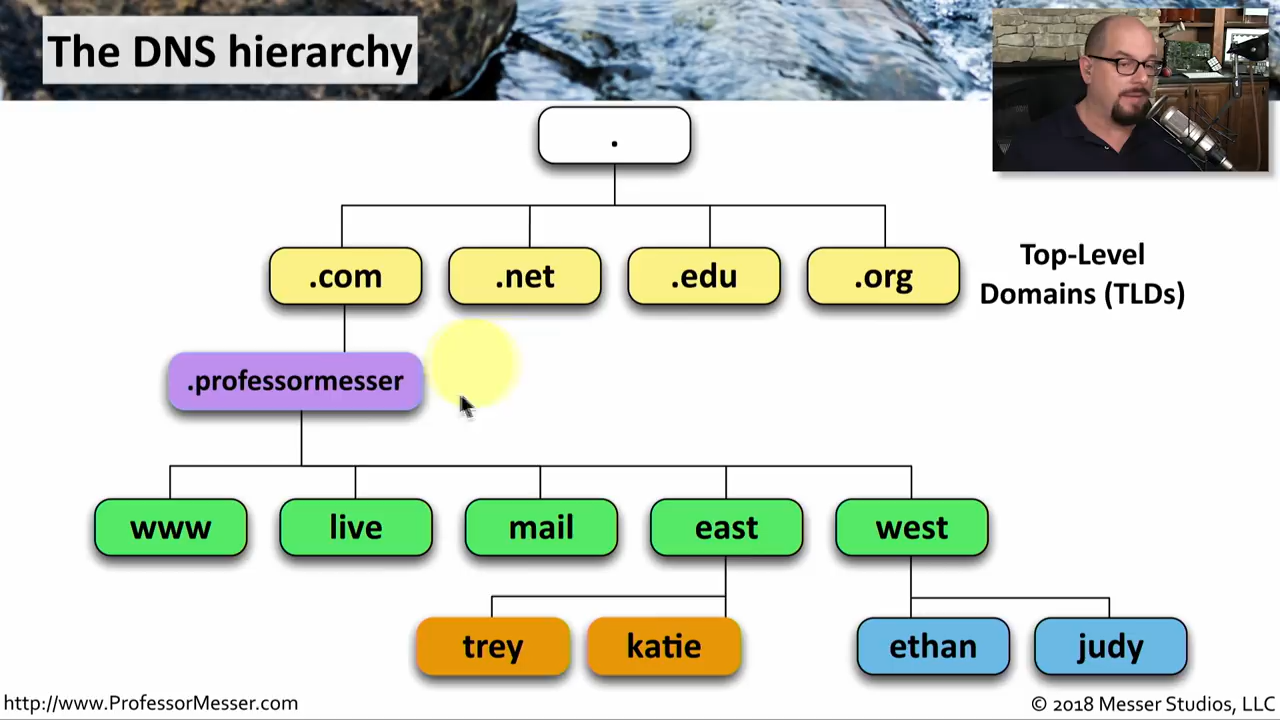 The DNS hierarchy
.
.com
.net
.edu
.org
Top-Level
Domains (TLDs)
.professormesser
www
live
mail
east
west
trey
katie
ethan
judy
http://www.ProfessorMesser.com
© 2018 Messer Studios, LLC